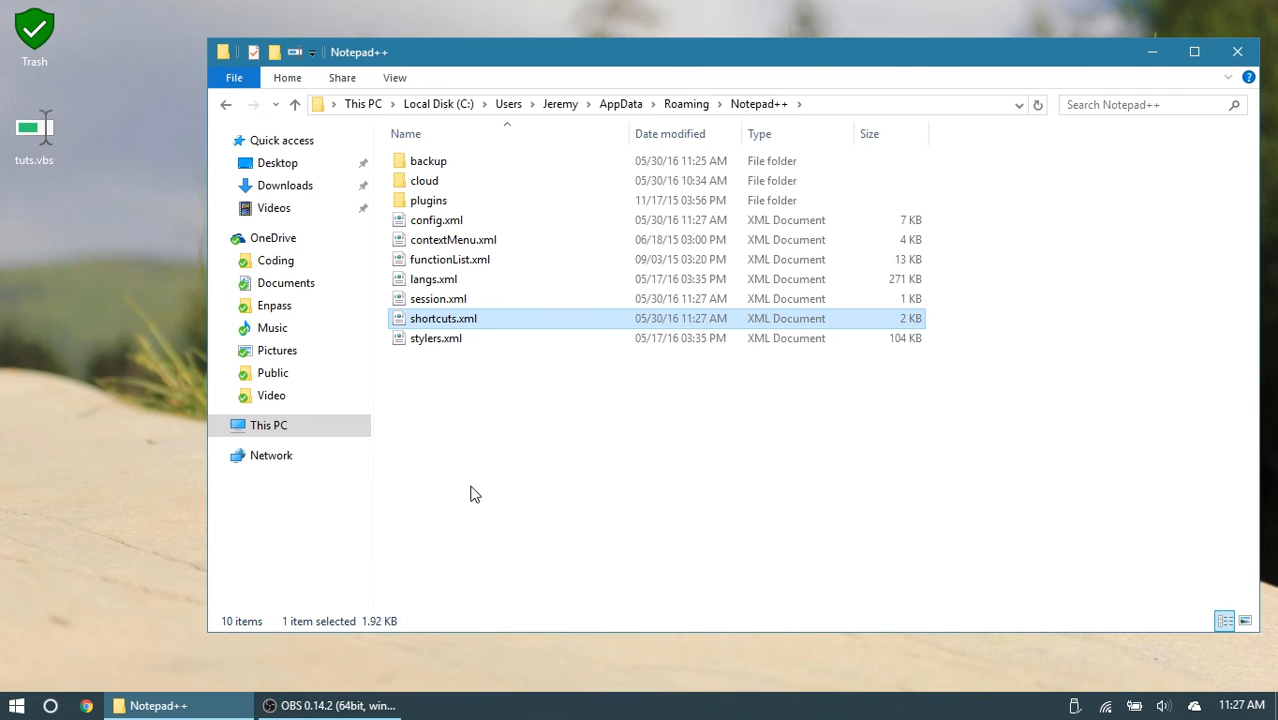 Trash
tuts.vbs
Notepad++
File Home Share View
This PC Local Disk (C:) Users Jeremy AppData Roaming Notepad++
Search Notepad++
Name Date modified Type Size
Quick access
Desktop
Downloads
Videos
OneDrive
Coding
Documents
Enpass
Music
Pictures
Public
Video
This PC
Network
backup 05/30/16 11:25 AM File folder
cloud 05/30/16 10:34 AM File folder
plugins 11/17/15 03:56 PM File folder
config.xml 05/30/16 11:27 AM XML Document 7 KB
contextMenu.xml 06/18/15 03:00 PM XML Document 4 KB
functionList.xml 09/03/15 03:20 PM XML Document 13 KB
langs.xml 05/17/16 03:35 PM XML Document 271 KB
session.xml 05/30/16 11:27 AM XML Document 1 KB
shortcuts.xml 05/30/16 11:27 AM XML Document 2 KB
stylers.xml 05/17/16 03:35 PM XML Document 104 KB
10 items 1 item selected 1.92 KB
Notepad++
OBS 0.14.2 (64bit, win...
11:27 AM